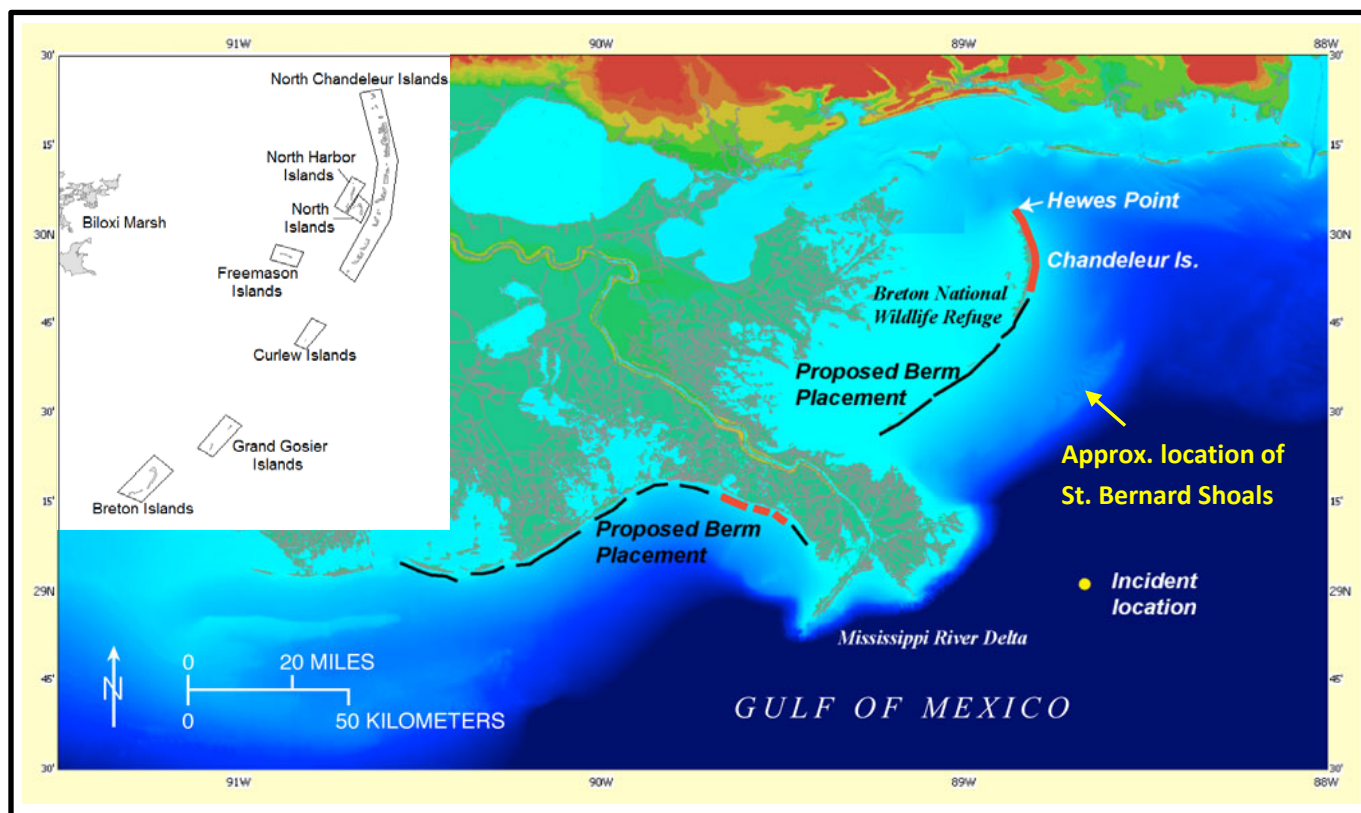 91W
90W
89W
88W
30'
30'
North Chandeleur Islands
15'
15'
North Harbor
Islands
North
Islands
Biloxi Marsh
Hewes Point
30N
30N
Chandeleur Is.
Freemason
Islands
Breton National
Wildlife Refuge
45'
45'
Curlew Islands
Proposed Berm
Placement
30'
30'
Grand Gosier
Islands
Approx. location of
St. Bernard Shoals
Breton Islands
15'
15'
Proposed Berm
Placement
29N
29N
Incident
location
Mississippi River Delta
0 20 MILES
N
45'
45'
0 50 KILOMETERS
GULF OF MEXICO
30'
30'
91W
90W
89W
88W